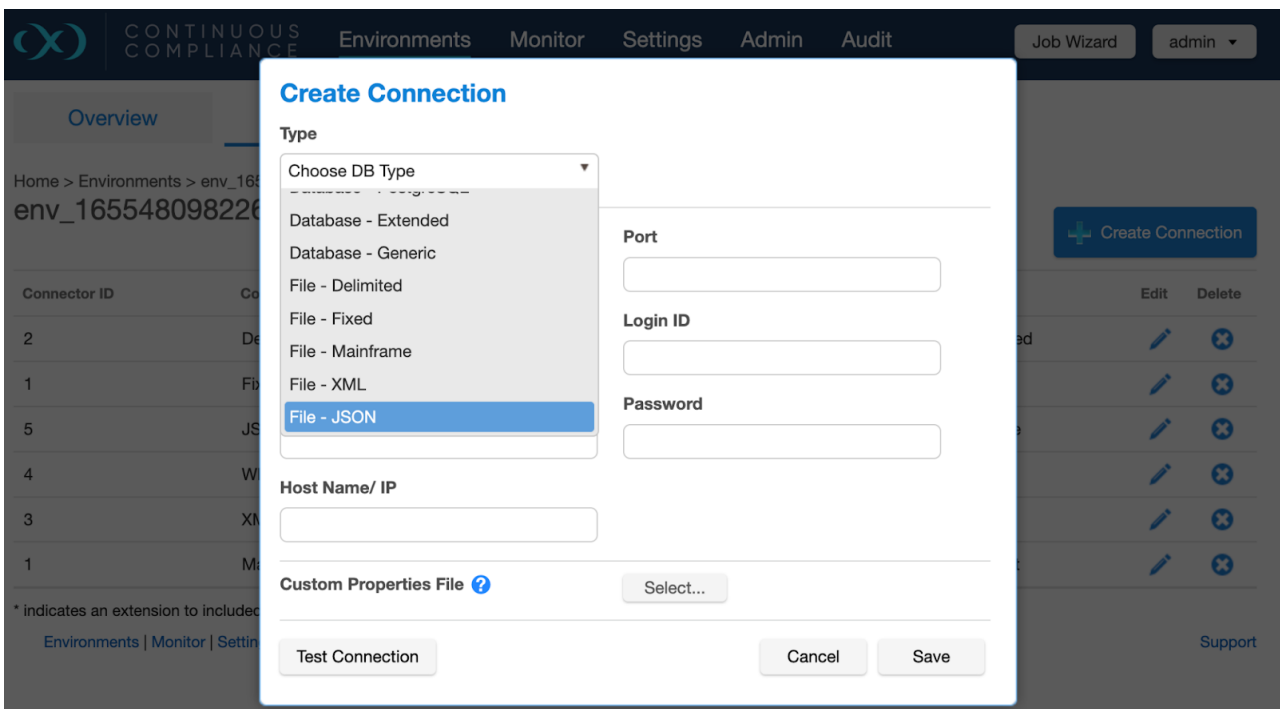 CONTINUOUS
COMPLIANCE
Environments Monitor Settings Admin Audit
Job Wizard
admin
Overview
Home > Environments > env_165
env_165548098226
Create Connection
Connector ID
Edit Delete
2
1
5
4
3
1
* indicates an extension to included
Environments | Monitor |
Support
Create Connection
Type
Choose DB Type
Database - PostgreSQL
Database - Extended
Database - Generic
File - Delimited
File - Fixed
File - Mainframe
File - XML
File - JSON
Port
Login ID
Password
Host Name/ IP
Custom Properties File ?
Select...
Test Connection
Cancel
Save